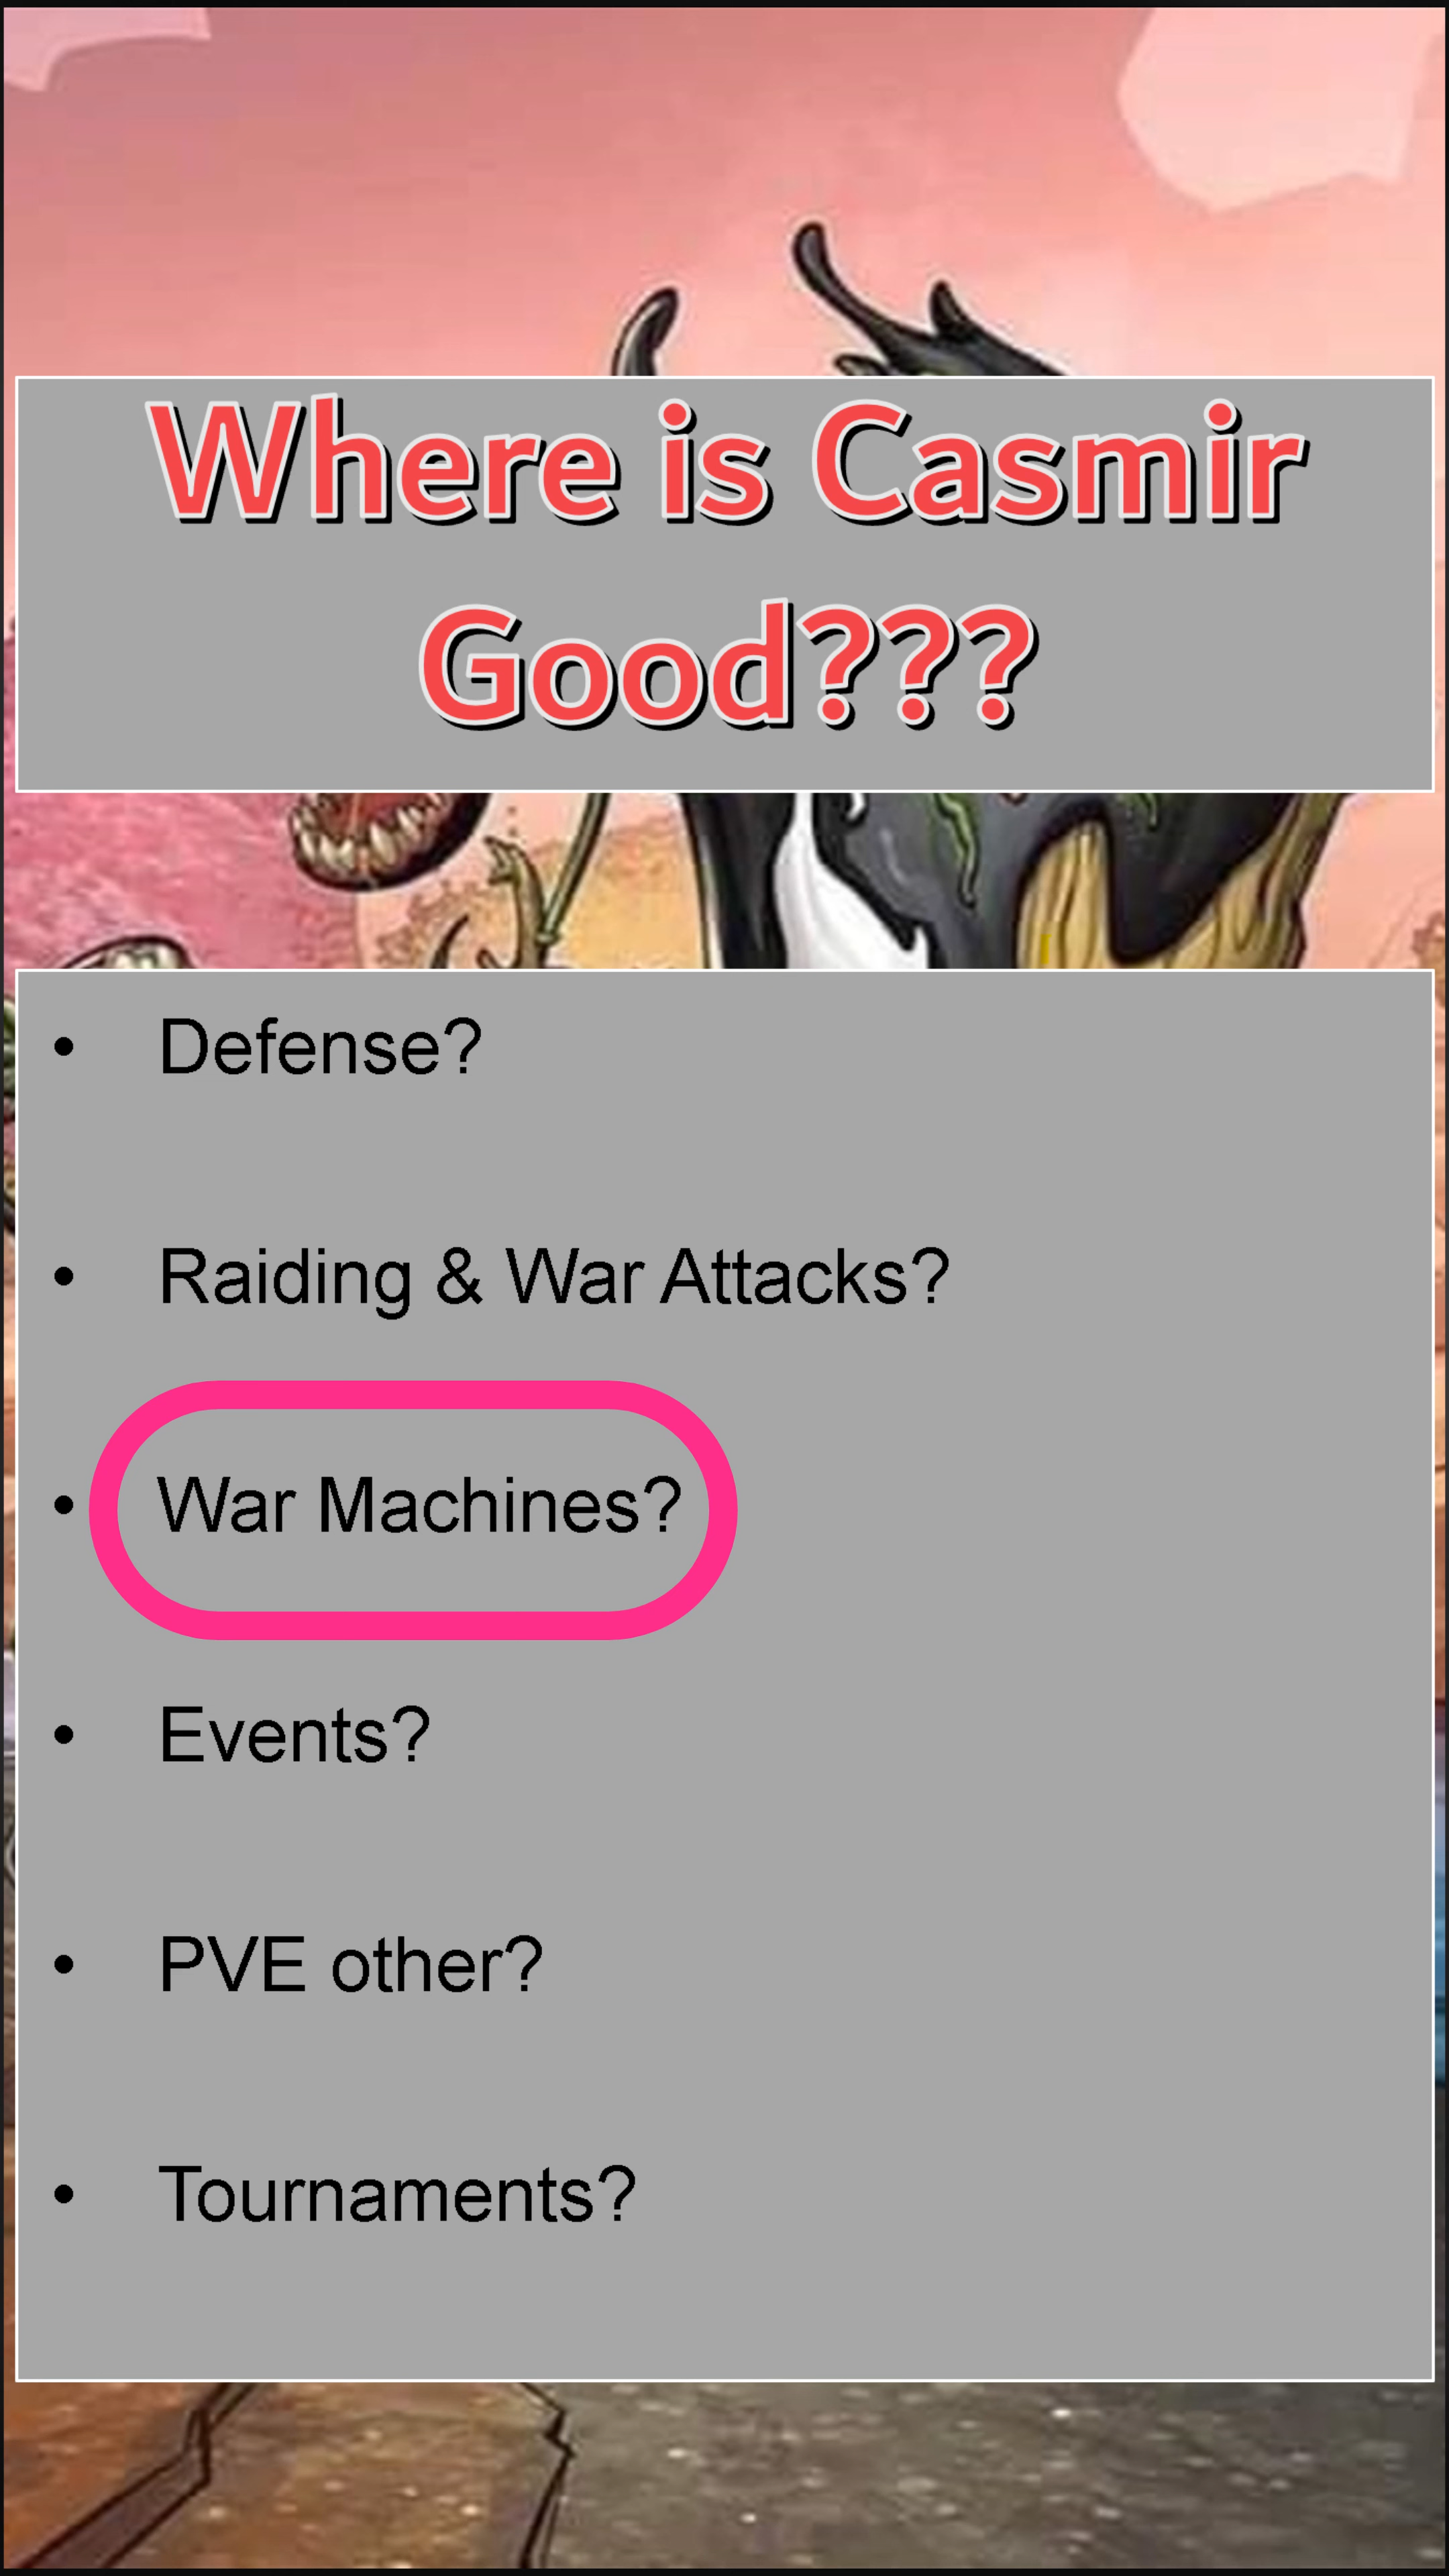 Where is Casmir
Good???
• Defense?
• Raiding & War Attacks?
• War Machines?
• Events?
• PVE other?
• Tournaments?